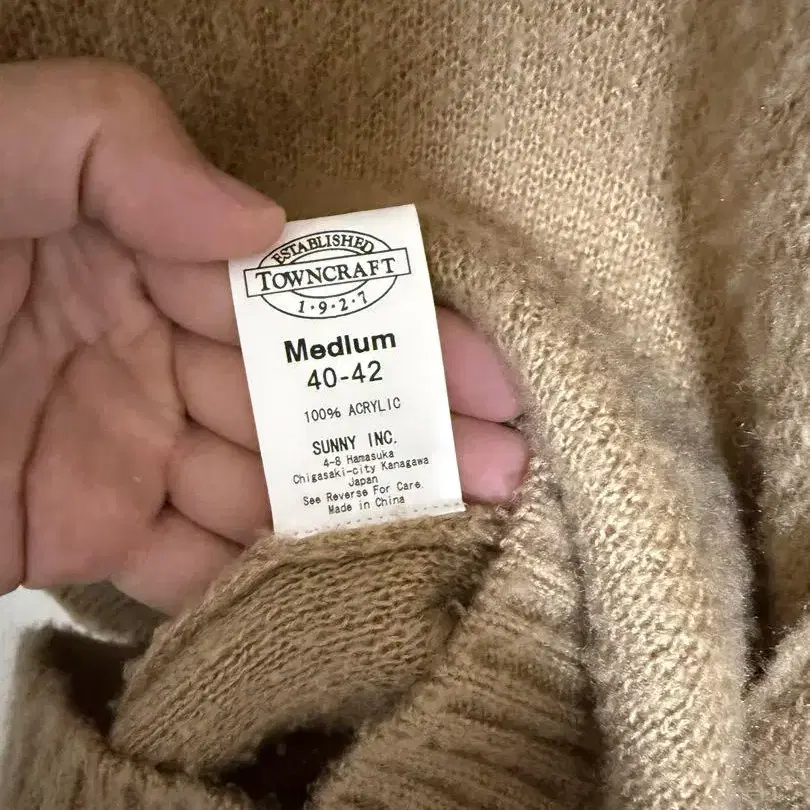 ESTABLISHED
TOWNCRAFT
1·9·2·7
Medium
40-42
100% ACRYLIC
SUNNY INC.
4-8 Hamasuka
Chigasaki-city Kanagawa
Japan
See Reverse For Care.
Made in China